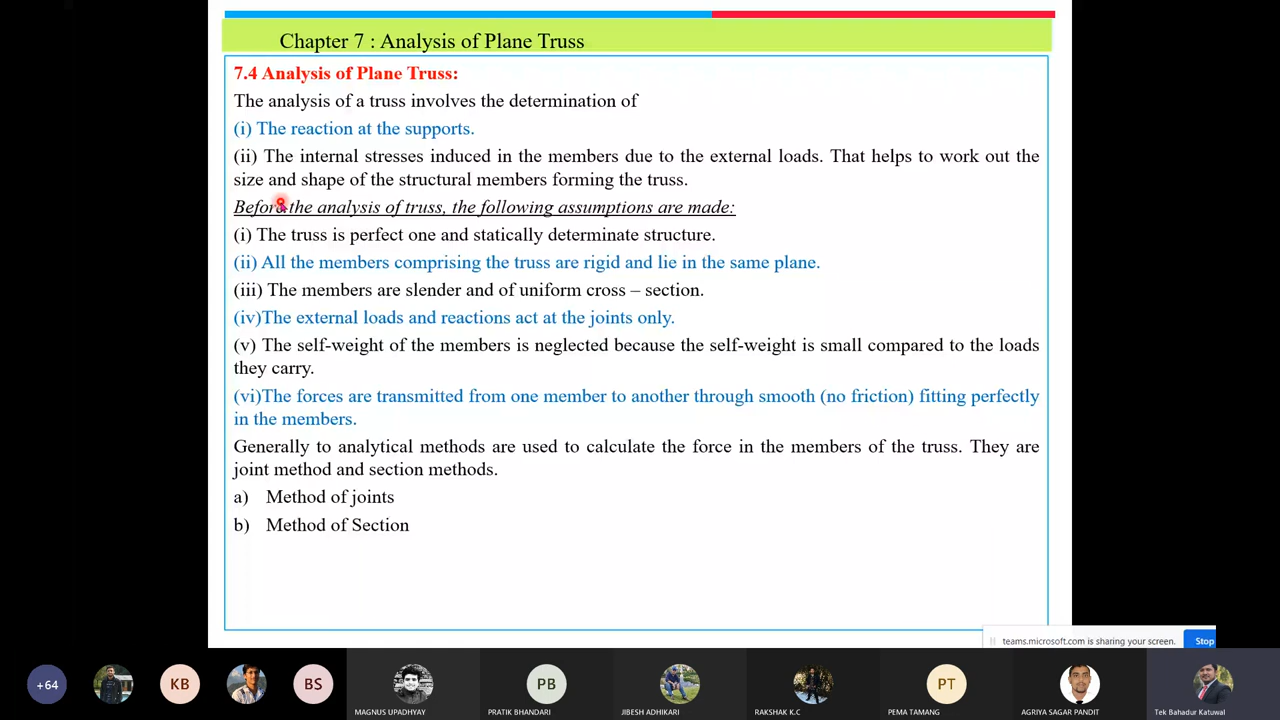 Chapter 7 : Analysis of Plane Truss
7.4 Analysis of Plane Truss:
The analysis of a truss involves the determination of
(i) The reaction at the supports.
(ii) The internal stresses induced in the members due to the external loads. That helps to work out the
size and shape of the structural members forming the truss.
Before the analysis of truss, the following assumptions are made:
(i) The truss is perfect one and statically determinate structure.
(ii) All the members comprising the truss are rigid and lie in the same plane.
(iii) The members are slender and of uniform cross – section.
(iv)The external loads and reactions act at the joints only.
(v) The self-weight of the members is neglected because the self-weight is small compared to the loads
they carry.
(vi)The forces are transmitted from one member to another through smooth (no friction) fitting perfectly
in the members.
Generally to analytical methods are used to calculate the force in the members of the truss. They are
joint method and section methods.
a) Method of joints
b) Method of Section
teams.microsoft.com is sharing your screen. Stop
+64 KB BS PB PT
MAGNUS UPADHYAY PRATIK BHANDARI JIBESH ADHIKARI RAKSHAK K.C PEMA TAMANG AGRIYA SAGAR PANDIT Tek Bahadur Katuwal